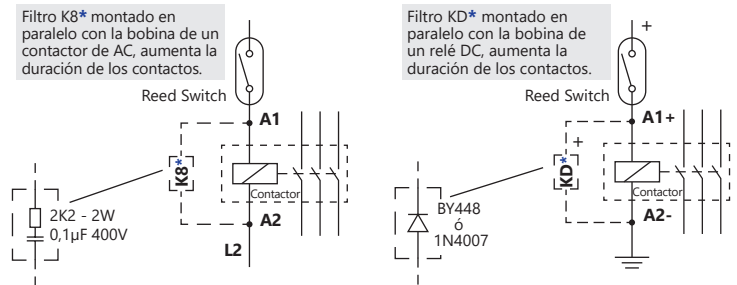 Filtro K8* montado en
paralelo con la bobina de un
contactor de AC, aumenta la
duración de los contactos.
Reed Switch
A1
K8*
Contactor
2K2 - 2W
0,1µF 400V
A2
L2
Filtro KD* montado en
paralelo con la bobina de
un relé DC, aumenta la
duración de los contactos.
+
Reed Switch
A1+
+
KD*
Contactor
BY448
ó
1N4007
A2-